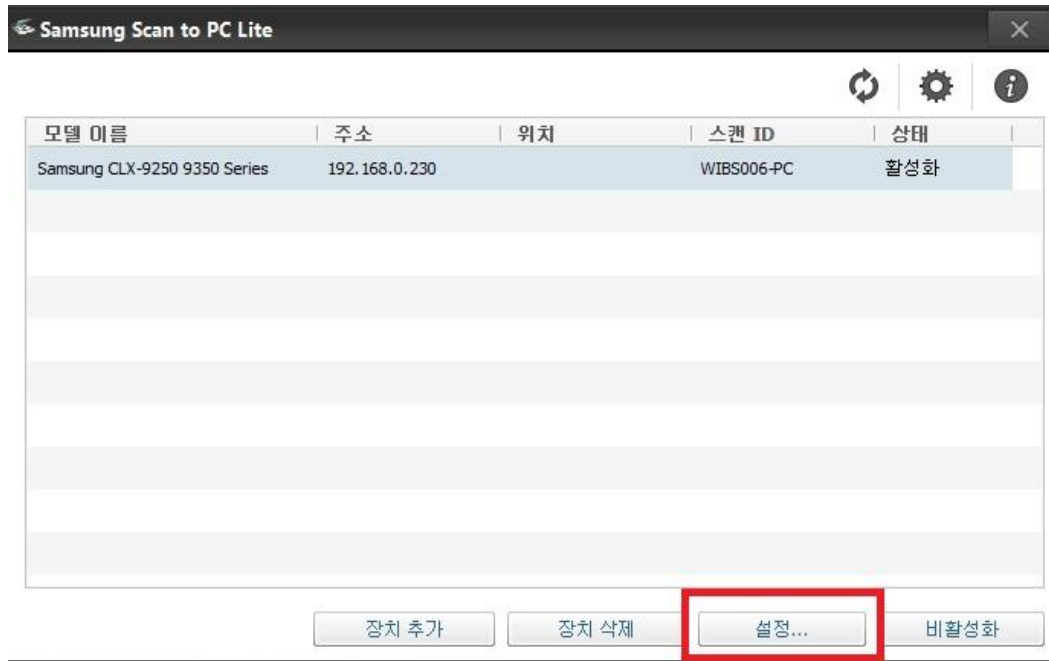 Samsung Scan to PC Lite
모델 이름 주소 위치 스캔 ID 상태
Samsung CLX-9250 9350 Series 192.168.0.230 WIBS006-PC 활성화
장치 추가 장치 삭제 설정... 비활성화